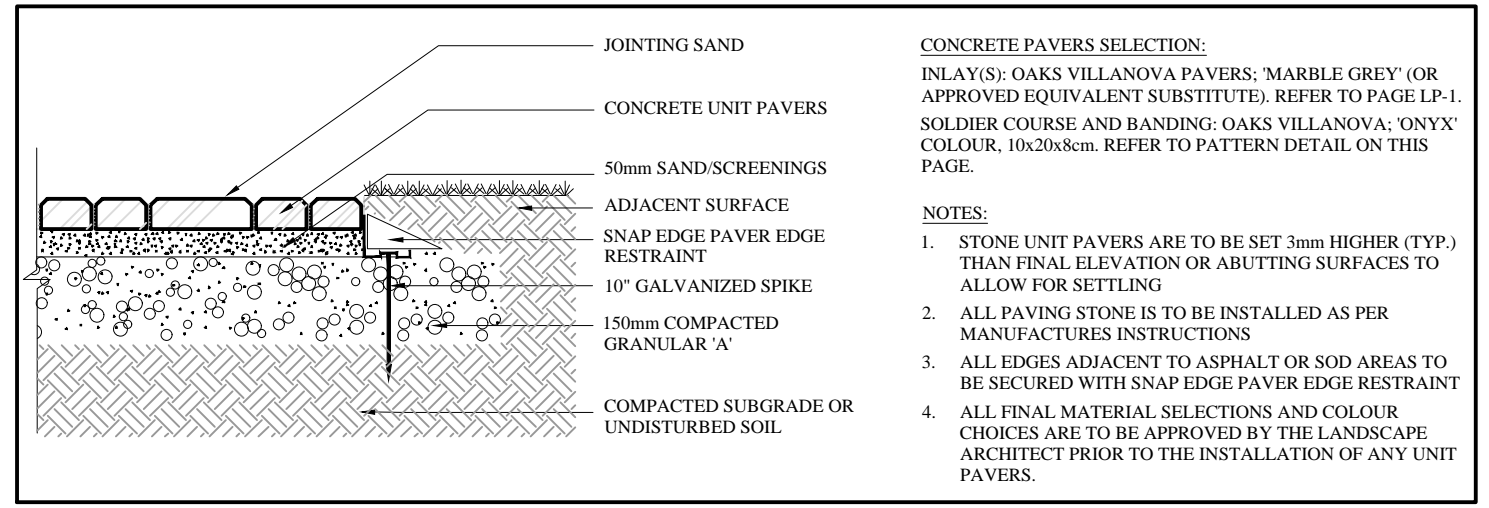 JOINTING SAND
CONCRETE UNIT PAVERS
50mm SAND/SCREENINGS
ADJACENT SURFACE
SNAP EDGE PAVER EDGE
RESTRAINT
10" GALVANIZED SPIKE
150mm COMPACTED
GRANULAR 'A'
COMPACTED SUBGRADE OR
UNDISTURBED SOIL
CONCRETE PAVERS SELECTION:
INLAY(S): OAKS VILLANOVA PAVERS; 'MARBLE GREY' (OR
APPROVED EQUIVALENT SUBSTITUTE). REFER TO PAGE LP-1.
SOLDIER COURSE AND BANDING: OAKS VILLANOVA; 'ONYX'
COLOUR, 10x20x8cm. REFER TO PATTERN DETAIL ON THIS
PAGE.
NOTES:
1. STONE UNIT PAVERS ARE TO BE SET 3mm HIGHER (TYP.)
THAN FINAL ELEVATION OR ABUTTING SURFACES TO
ALLOW FOR SETTLING
2. ALL PAVING STONE IS TO BE INSTALLED AS PER
MANUFACTURES INSTRUCTIONS
3. ALL EDGES ADJACENT TO ASPHALT OR SOD AREAS TO
BE SECURED WITH SNAP EDGE PAVER EDGE RESTRAINT
4. ALL FINAL MATERIAL SELECTIONS AND COLOUR
CHOICES ARE TO BE APPROVED BY THE LANDSCAPE
ARCHITECT PRIOR TO THE INSTALLATION OF ANY UNIT
PAVERS.